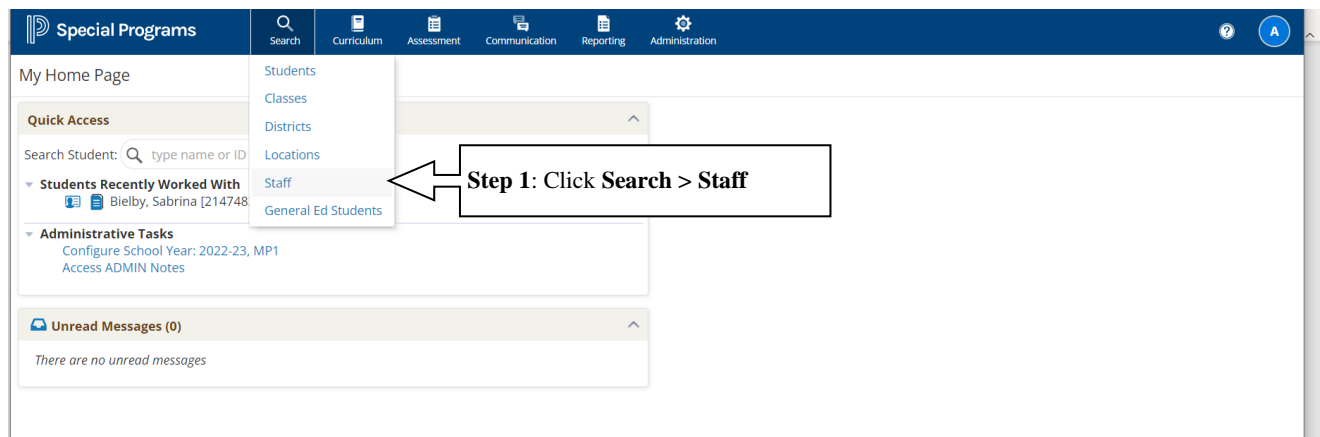 Special Programs
Search
Curriculum
Assessment
Communication
Reporting
Administration
A
My Home Page
Students
Classes
Districts
Locations
Staff
General Ed Students
Quick Access
Search Student: type name or ID
Students Recently Worked With
Bielby, Sabrina [214748
Administrative Tasks
Configure School Year: 2022-23, MP1
Access ADMIN Notes
Step 1: Click Search > Staff
Unread Messages (0)
There are no unread messages